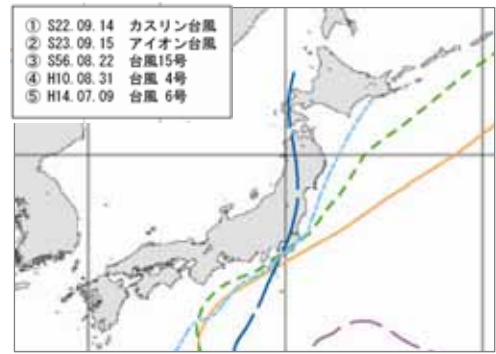 ① S22.09.14 カスリン台風
② S23.09.15 アイオン台風
③ S56.08.22 台風15号
④ H10.08.31 台風 4号
⑤ H14.07.09 台風 6号